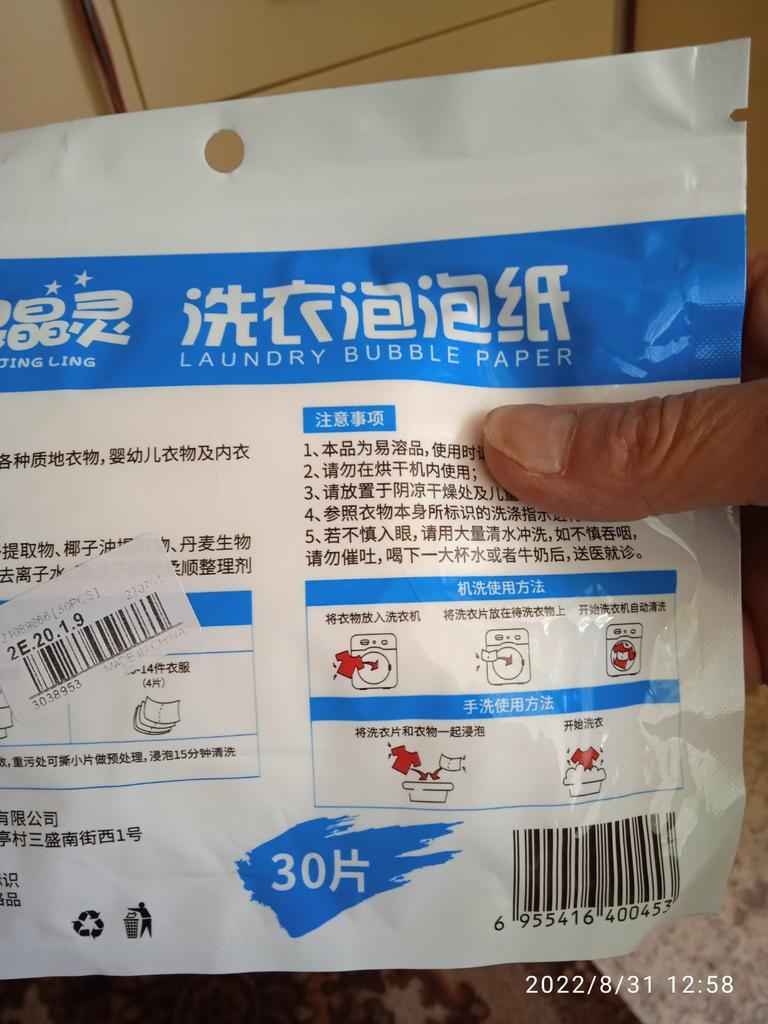 晶灵
JING LING
洗衣泡泡纸
LAUNDRY BUBBLE PAPER
各种质地衣物,婴幼儿衣物及内衣
提取物、椰子油提 物、丹麦生物
去离子水、 柔顺整理剂
21089866[30PCS]
2E.20.1.9
3038953
MADE IN CHINA
-14件衣服
(4片)
,重污处可撕小片做预处理,浸泡15分钟清洗
有限公司
亭村三盛南街西1号
标识
品
注意事项
1、本品为易溶品,使用时
2、请勿在烘干机内使用;
3、请放置于阴凉干燥处及儿
4、参照衣物本身所标识的洗涤指示进
5、若不慎入眼,请用大量清水冲洗,如不慎吞咽,
请勿催吐,喝下一大杯水或者牛奶后,送医就诊。
机洗使用方法
将衣物放入洗衣机 将洗衣片放在待洗衣物上 开始洗衣机自动清洗
手洗使用方法
将洗衣片和衣物一起浸泡 开始洗衣
30片
6 955416 400453
2022/8/31 12:58